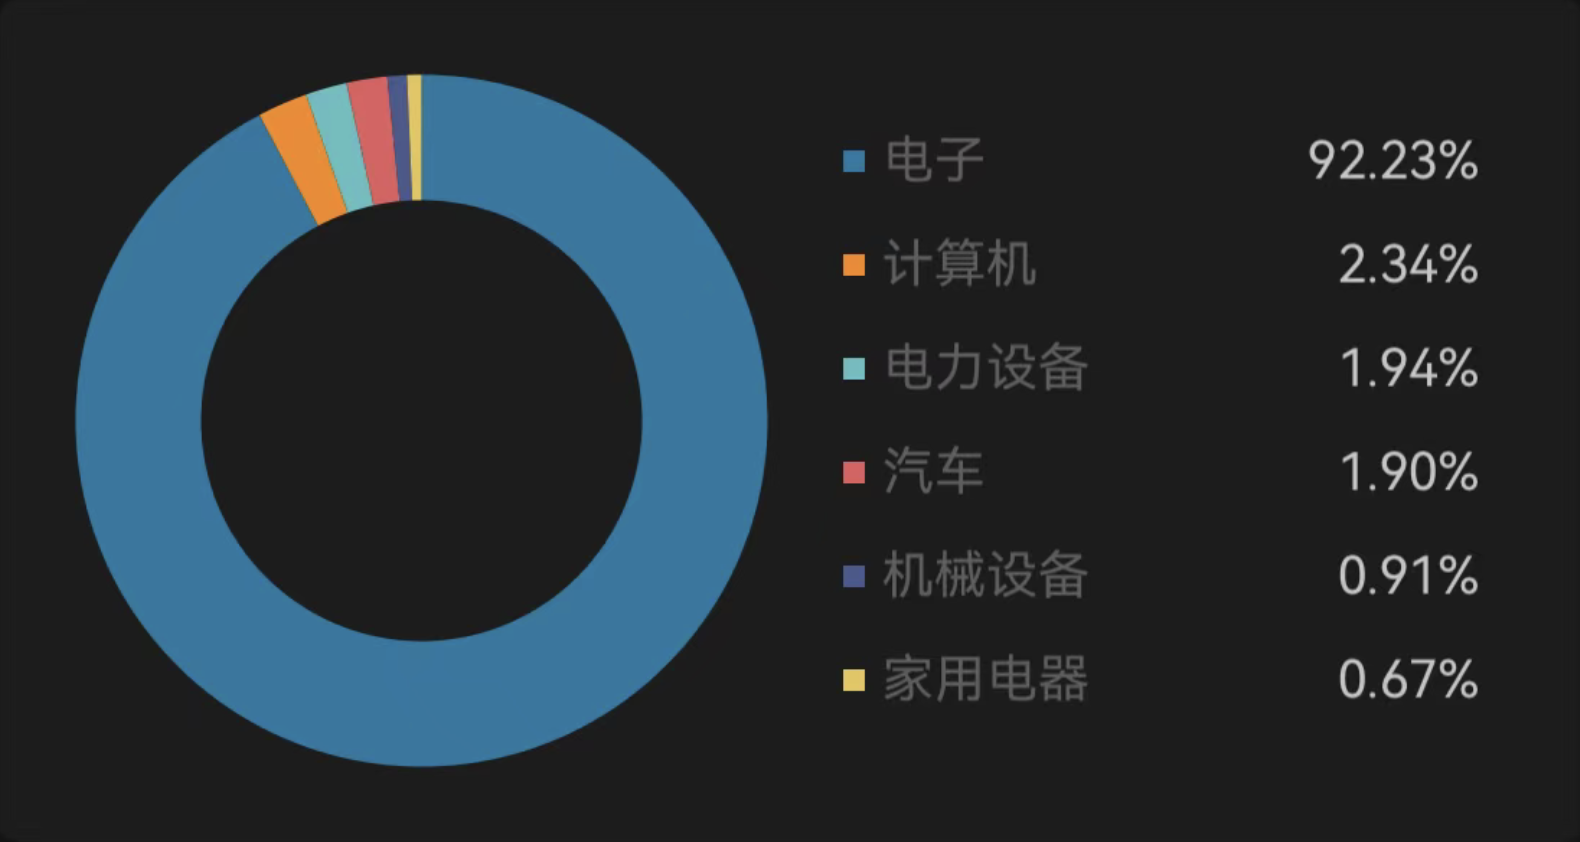 电子 92.23%
计算机 2.34%
电力设备 1.94%
汽车 1.90%
机械设备 0.91%
家用电器 0.67%